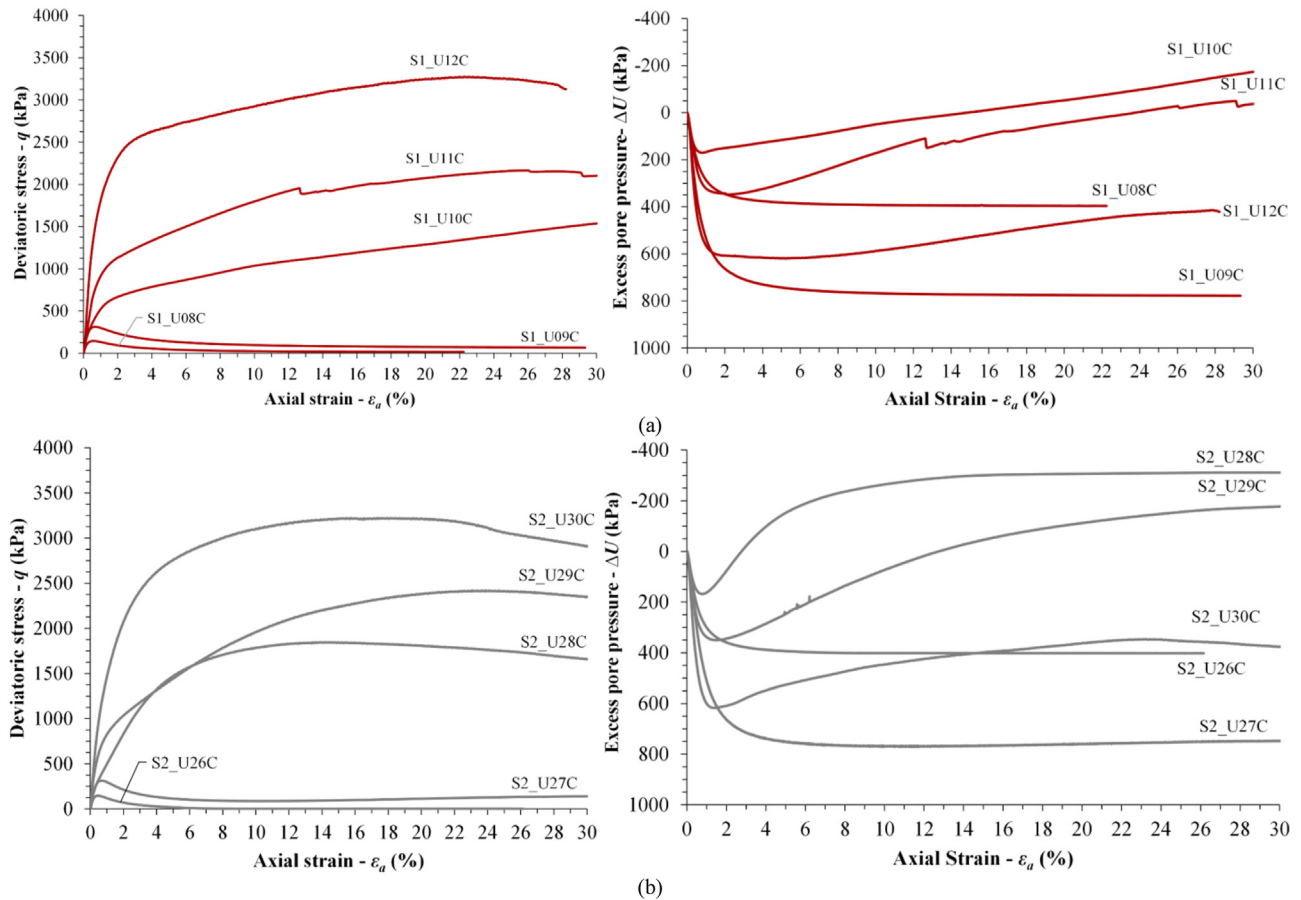 4000
3500
3000
2500
2000
1500
1000
500
0
Deviatoric stress - q (kPa)
S1_U12C
S1_U11C
S1_U10C
S1_U08C
S1_U09C
0 2 4 6 8 10 12 14 16 18 20 22 24 26 28 30
Axial strain - εa (%)
-400
-200
0
200
400
600
800
1000
Excess pore pressure- ΔU (kPa)
S1_U10C
S1_U11C
S1_U08C
S1_U12C
S1_U09C
0 2 4 6 8 10 12 14 16 18 20 22 24 26 28 30
Axial Strain - εa (%)
(a)
4000
3500
3000
2500
2000
1500
1000
500
0
Deviatoric stress - q (kPa)
S2_U30C
S2_U29C
S2_U28C
S2_U26C
S2_U27C
0 2 4 6 8 10 12 14 16 18 20 22 24 26 28 30
Axial strain - εa (%)
-400
-200
0
200
400
600
800
1000
Excess pore pressure - ΔU (kPa)
S2_U28C
S2_U29C
S2_U30C
S2_U26C
S2_U27C
0 2 4 6 8 10 12 14 16 18 20 22 24 26 28 30
Axial Strain - εa (%)
(b)